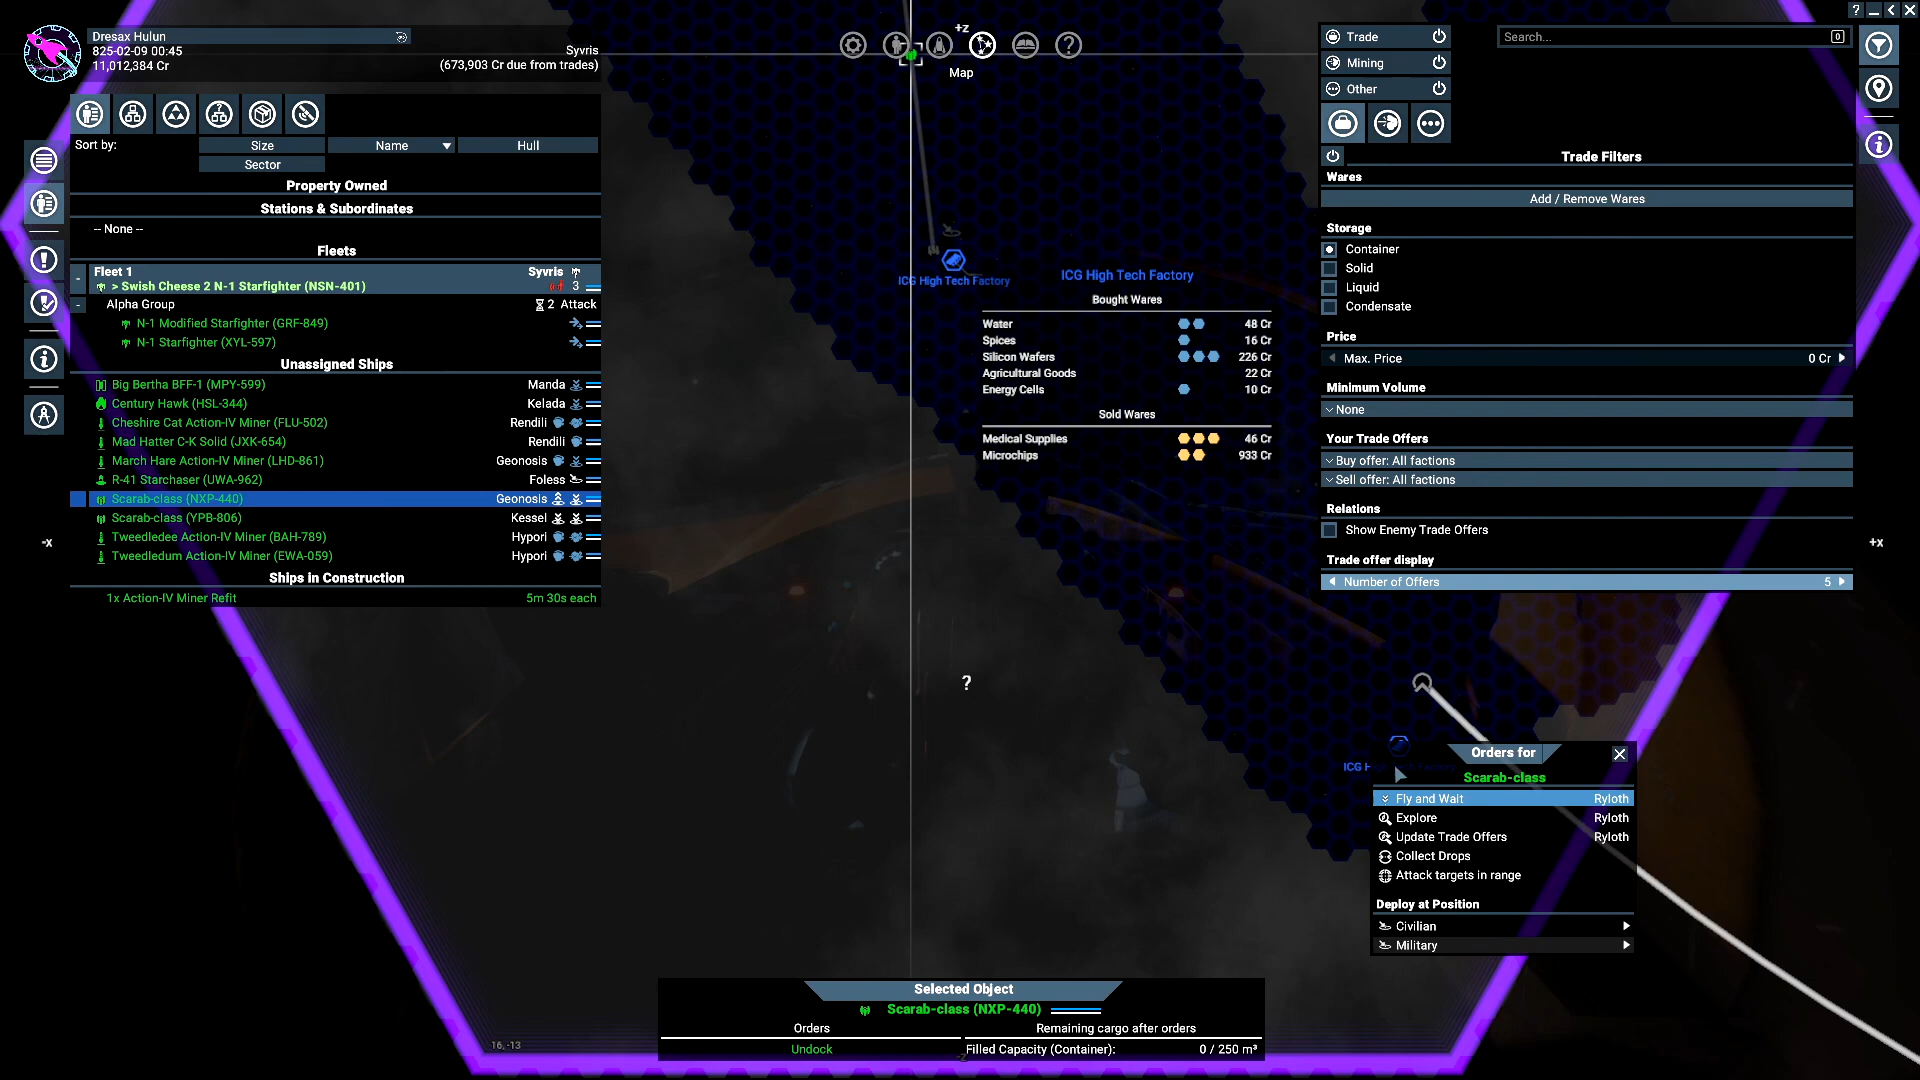 Dresax Hulun
825-02-09 00:45
11,012,384 Cr
Syvris
(673,903 Cr due from trades)
+z
Map
Sort by:
Size
Name
Hull
Sector
Property Owned
Stations & Subordinates
-- None --
Fleets
Fleet 1
Syvris
> Swish Cheese 2 N-1 Starfighter (NSN-401)
3
Alpha Group
2 Attack
N-1 Modified Starfighter (GRF-849)
N-1 Starfighter (XYL-597)
Unassigned Ships
Big Bertha BFF-1 (MPY-599)
Manda
Century Hawk (HSL-344)
Kelada
Cheshire Cat Action-IV Miner (FLU-502)
Rendili
Mad Hatter C-K Solid (JXK-654)
Rendili
March Hare Action-IV Miner (LHD-861)
Geonosis
R-41 Starchaser (UWA-962)
Foless
Scarab-class (NXP-440)
Geonosis
Scarab-class (YPB-806)
Kessel
Tweedledee Action-IV Miner (BAH-789)
Hypori
Tweedledum Action-IV Miner (EWA-059)
Hypori
Ships in Construction
1x Action-IV Miner Refit
5m 30s each
-x
ICG High Tech Factory
ICG High Tech Factory
Bought Wares
Water
48 Cr
Spices
16 Cr
Silicon Wafers
226 Cr
Agricultural Goods
22 Cr
Energy Cells
10 Cr
Sold Wares
Medical Supplies
46 Cr
Microchips
933 Cr
?
Trade
Mining
Other
Search...
0
Trade Filters
Wares
Add / Remove Wares
Storage
Container
Solid
Liquid
Condensate
Price
Max. Price
0 Cr
Minimum Volume
None
Your Trade Offers
Buy offer: All factions
Sell offer: All factions
Relations
Show Enemy Trade Offers
Trade offer display
Number of Offers
5
+x
ICG H
Orders for
Scarab-class
Fly and Wait
Ryloth
Explore
Ryloth
Update Trade Offers
Ryloth
Collect Drops
Attack targets in range
Deploy at Position
Civilian
Military
Selected Object
Scarab-class (NXP-440)
Orders
Remaining cargo after orders
Undock
Filled Capacity (Container):
0 / 250 m³
-z
16, -13